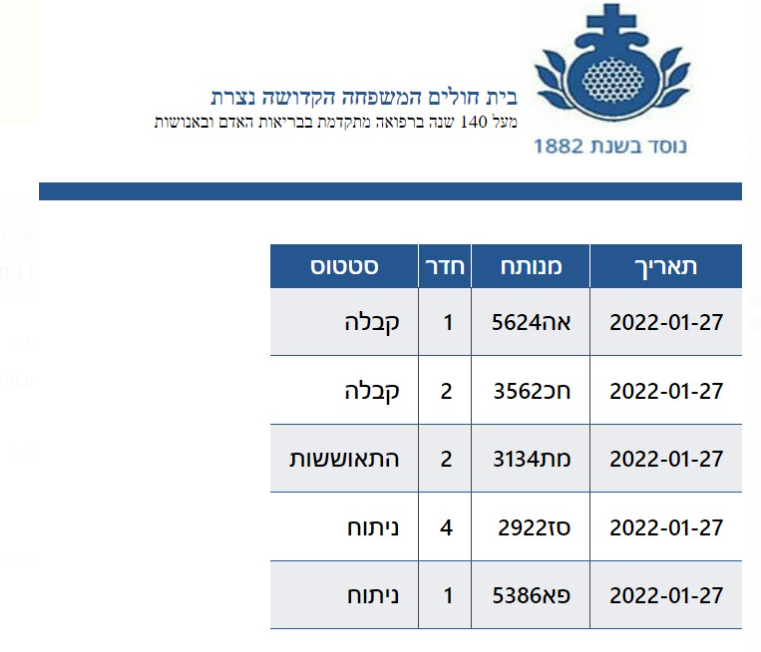 בית חולים המשפחה הקדושה נצרת
מעל 140 שנה ברפואה מתקדמת בבריאות האדם ובאנושות
נוסד בשנת 1882
תאריך מנותח חדר סטטוס
2022-01-27 אה5624 1 קבלה
2022-01-27 חכ3562 2 קבלה
2022-01-27 מת3134 2 התאוששות
2022-01-27 סז2922 4 ניתוח
2022-01-27 פא5386 1 ניתוח